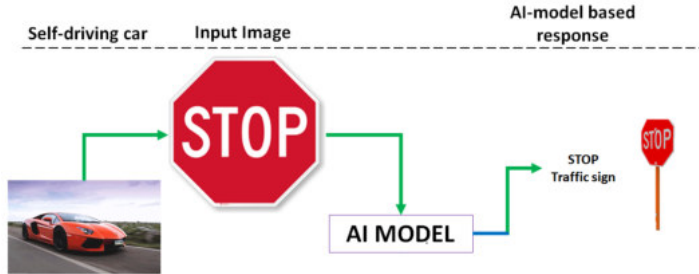 Self-driving car
Input Image
AI-model based
response
STOP
STOP
STOP
Traffic sign
AI MODEL